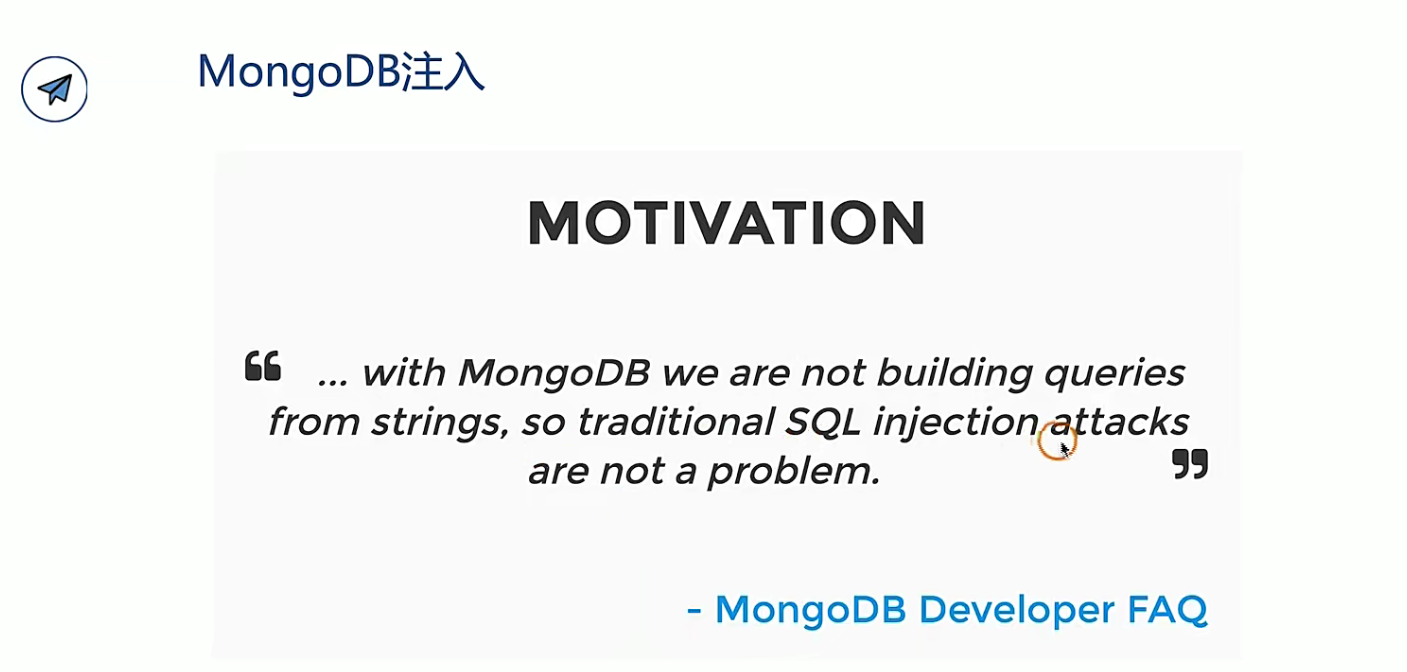 MongoDB注入
MOTIVATION
“ ... with MongoDB we are not building queries
from strings, so traditional SQL injection attacks
are not a problem. ”
- MongoDB Developer FAQ